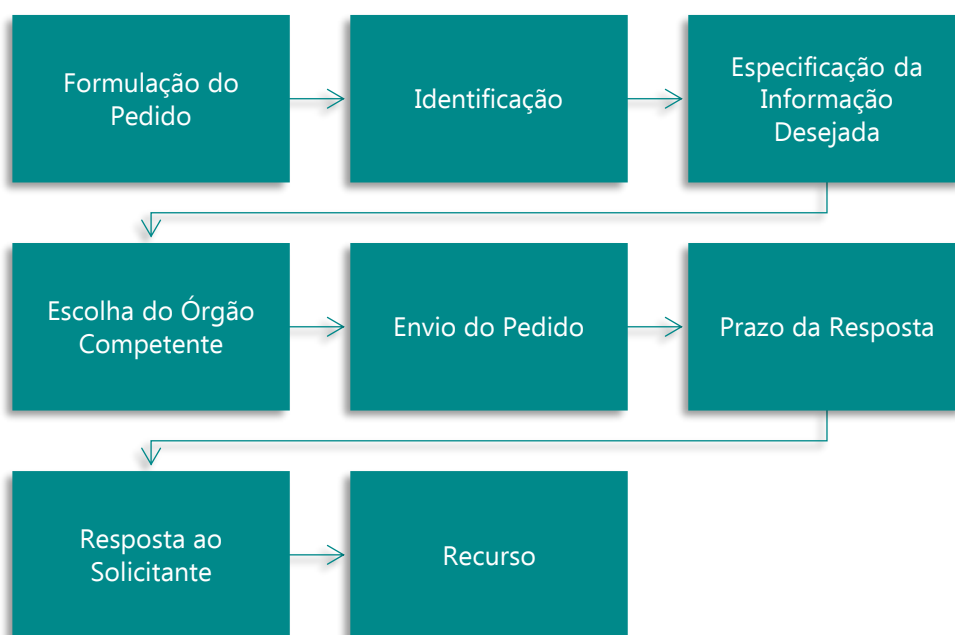 Formulação do
Pedido
Identificação
Especificação da
Informação
Desejada
Escolha do Órgão
Competente
Envio do Pedido
Prazo da Resposta
Resposta ao
Solicitante
Recurso